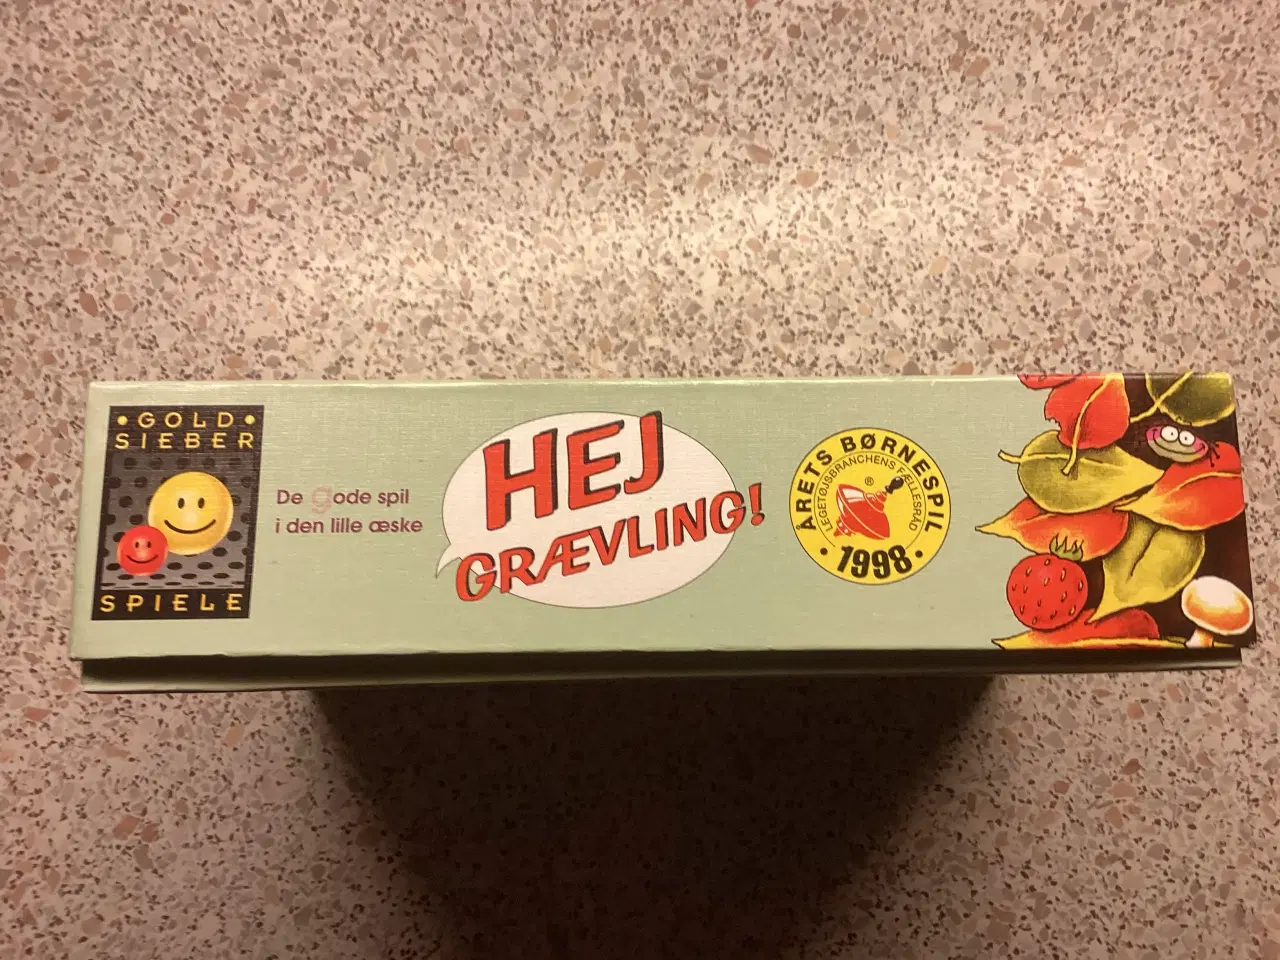 • GOLD •
SIEBER
SPIELE
De gode spil
i den lille æske
HEJ
GRÆVLING!
ÅRETS BØRNESPIL
LEGETØJSBRANCHENS FÆLLESRÅD
®
• 1998 •